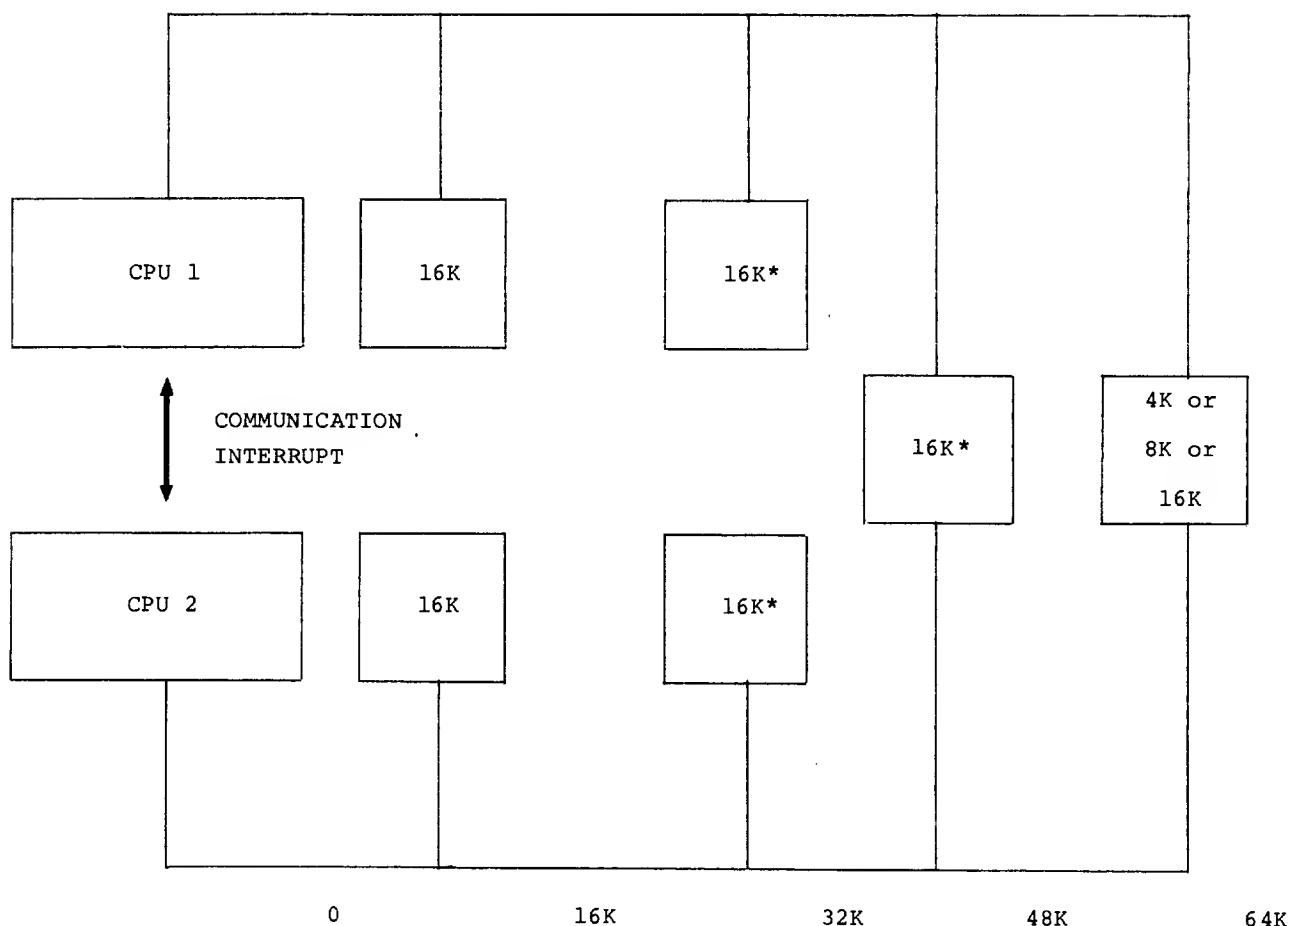 CPU 1
16K
16K*
COMMUNICATION
INTERRUPT
16K*
4K or
8K or
16K
CPU 2
16K
16K*
0 16K 32K 48K 64K